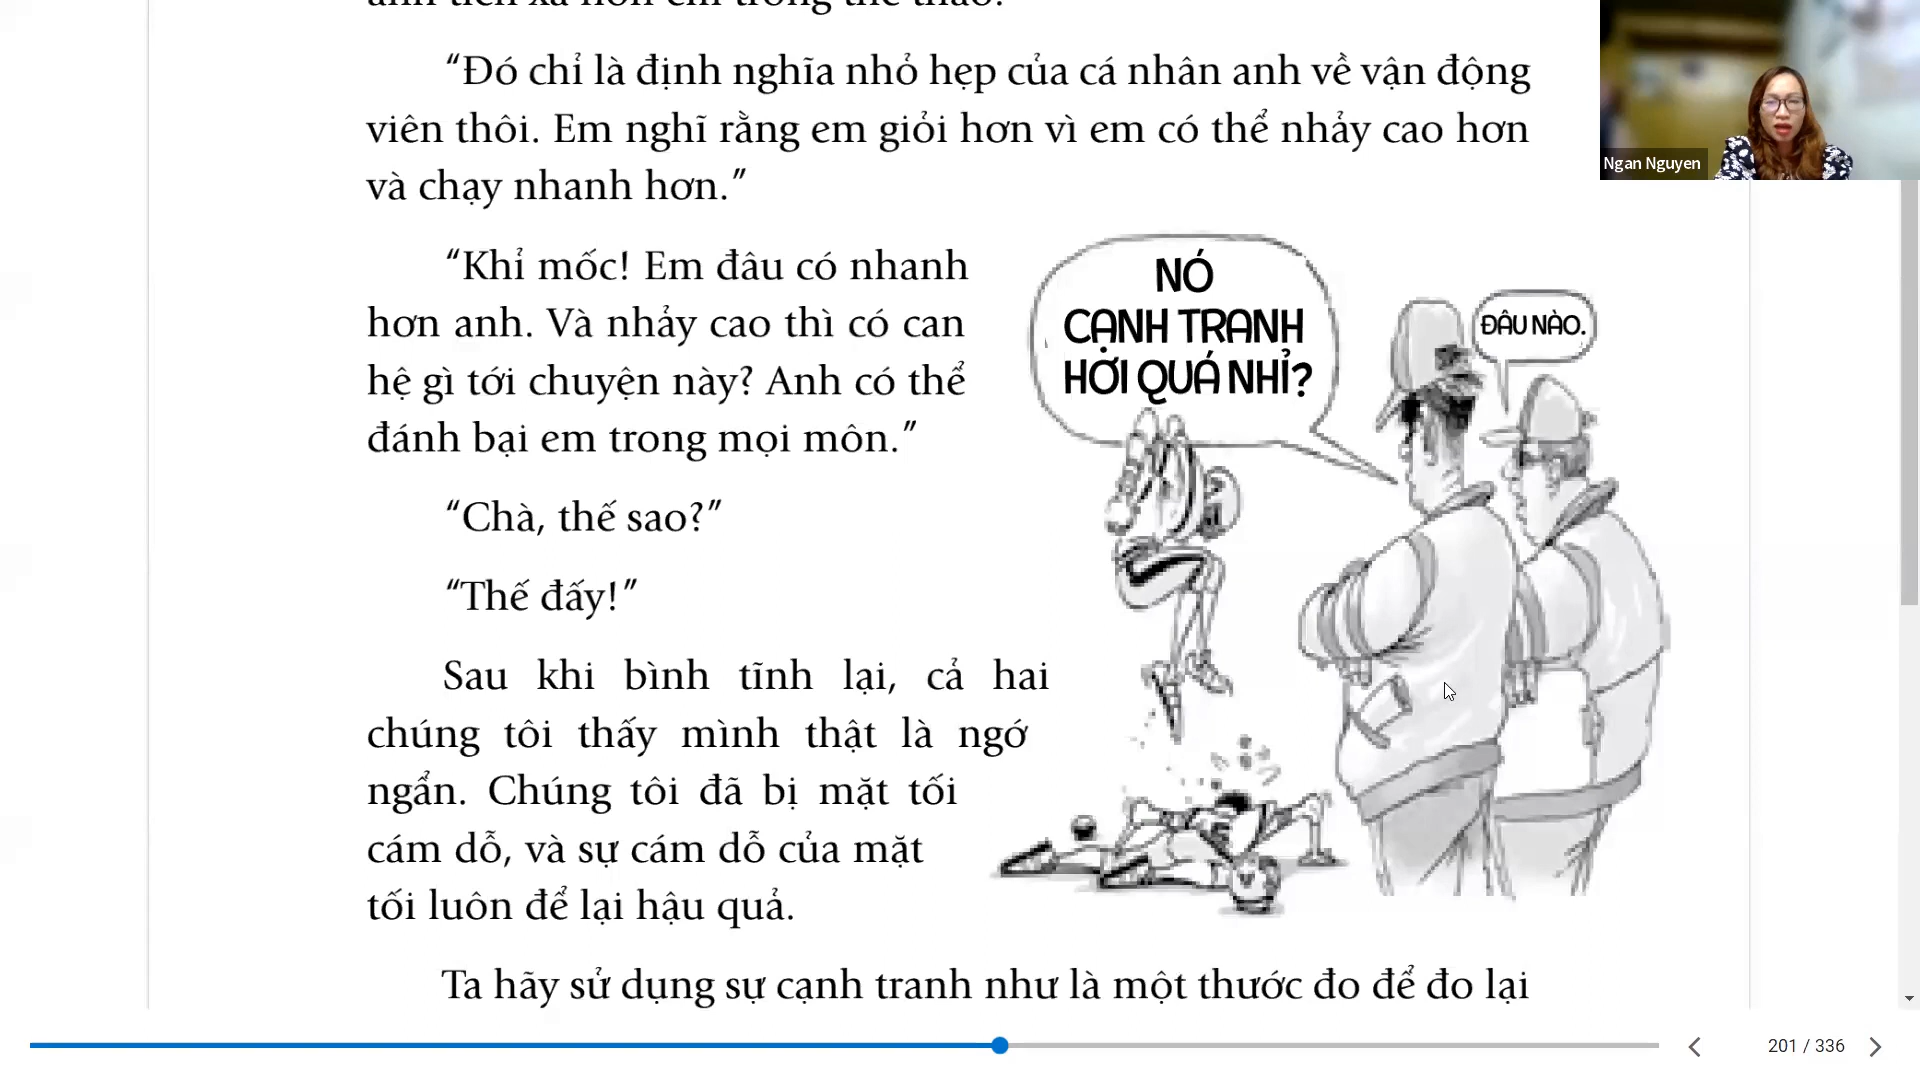 “Đó chỉ là định nghĩa nhỏ hẹp của cá nhân anh về vận động
viên thôi. Em nghĩ rằng em giỏi hơn vì em có thể nhảy cao hơn
và chạy nhanh hơn.”
Ngan Nguyen
“Khỉ mốc! Em đâu có nhanh
hơn anh. Và nhảy cao thì có can
hệ gì tới chuyện này? Anh có thể
đánh bại em trong mọi môn.”
“Chà, thế sao?”
“Thế đấy!”
Sau khi bình tĩnh lại, cả hai
chúng tôi thấy mình thật là ngớ
ngẩn. Chúng tôi đã bị mặt tối
cám dỗ, và sự cám dỗ của mặt
tối luôn để lại hậu quả.
NÓ
CẠNH TRANH
HƠI QUÁ NHỈ?
ĐÂU NÀO.
Ta hãy sử dụng sự cạnh tranh như là một thước đo để đo lại
201 / 336